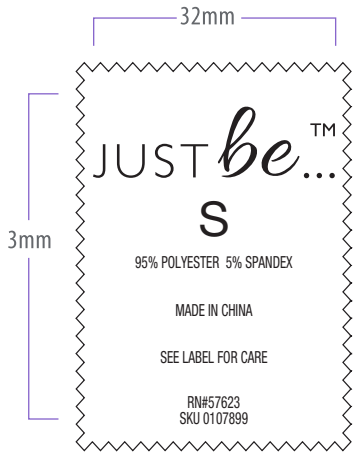 32mm
JUST be...™
3mm
S
95% POLYESTER 5% SPANDEX
MADE IN CHINA
SEE LABEL FOR CARE
RN#57623
SKU 0107899